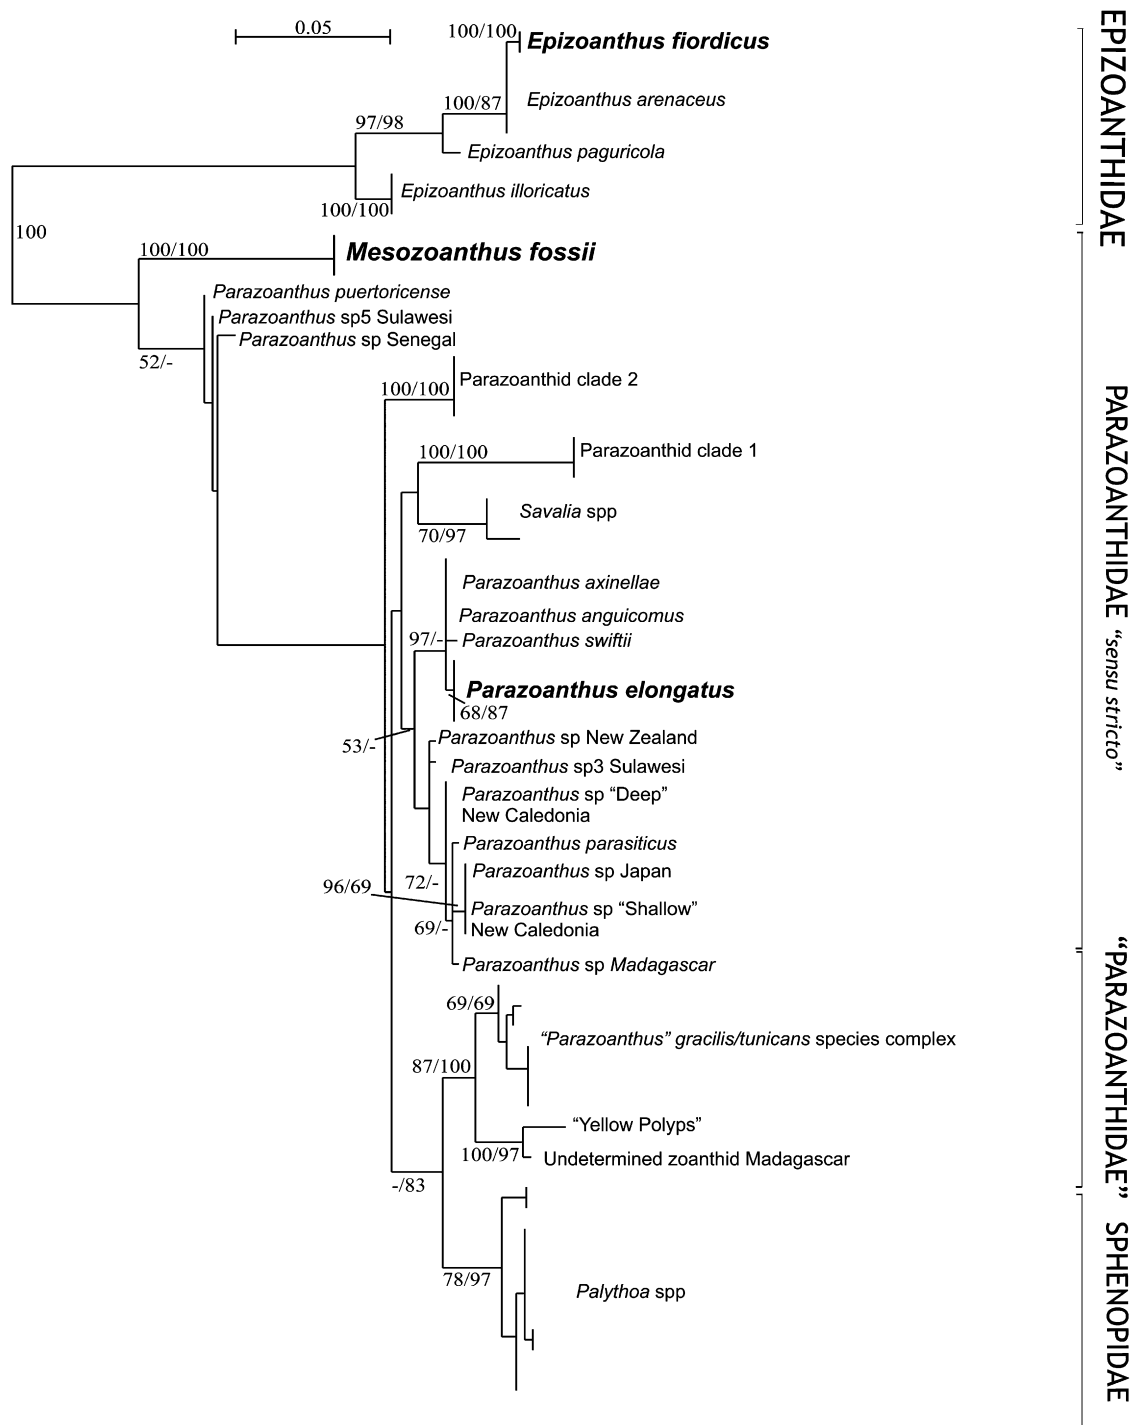 0.05
100/100
Epizoanthus fiordicus
Epizoanthus arenaceus
100/87
97/98
Epizoanthus paguricola
Epizoanthus illoricatus
100/100
EPIZOANTHIDAE
100
100/100
Mesozoanthus fossii
Parazoanthus puertoricense
Parazoanthus sp5 Sulawesi
Parazoanthus sp Senegal
52/-
Parazoanthid clade 2
100/100
100/100
Parazoanthid clade 1
Savalia spp
70/97
Parazoanthus axinellae
Parazoanthus anguicomus
97/-
Parazoanthus swiftii
Parazoanthus elongatus
68/87
53/-
Parazoanthus sp New Zealand
Parazoanthus sp3 Sulawesi
Parazoanthus sp “Deep”
New Caledonia
Parazoanthus parasiticus
Parazoanthus sp Japan
72/-
96/69
Parazoanthus sp “Shallow”
New Caledonia
69/-
Parazoanthus sp Madagascar
PARAZOANTHIDAE “sensu stricto”
69/69
“Parazoanthus” gracilis/tunicans species complex
87/100
“Yellow Polyps”
100/97
Undetermined zoanthid Madagascar
“PARAZOANTHIDAE”
-/83
78/97
Palythoa spp
SPHENOPIDAE